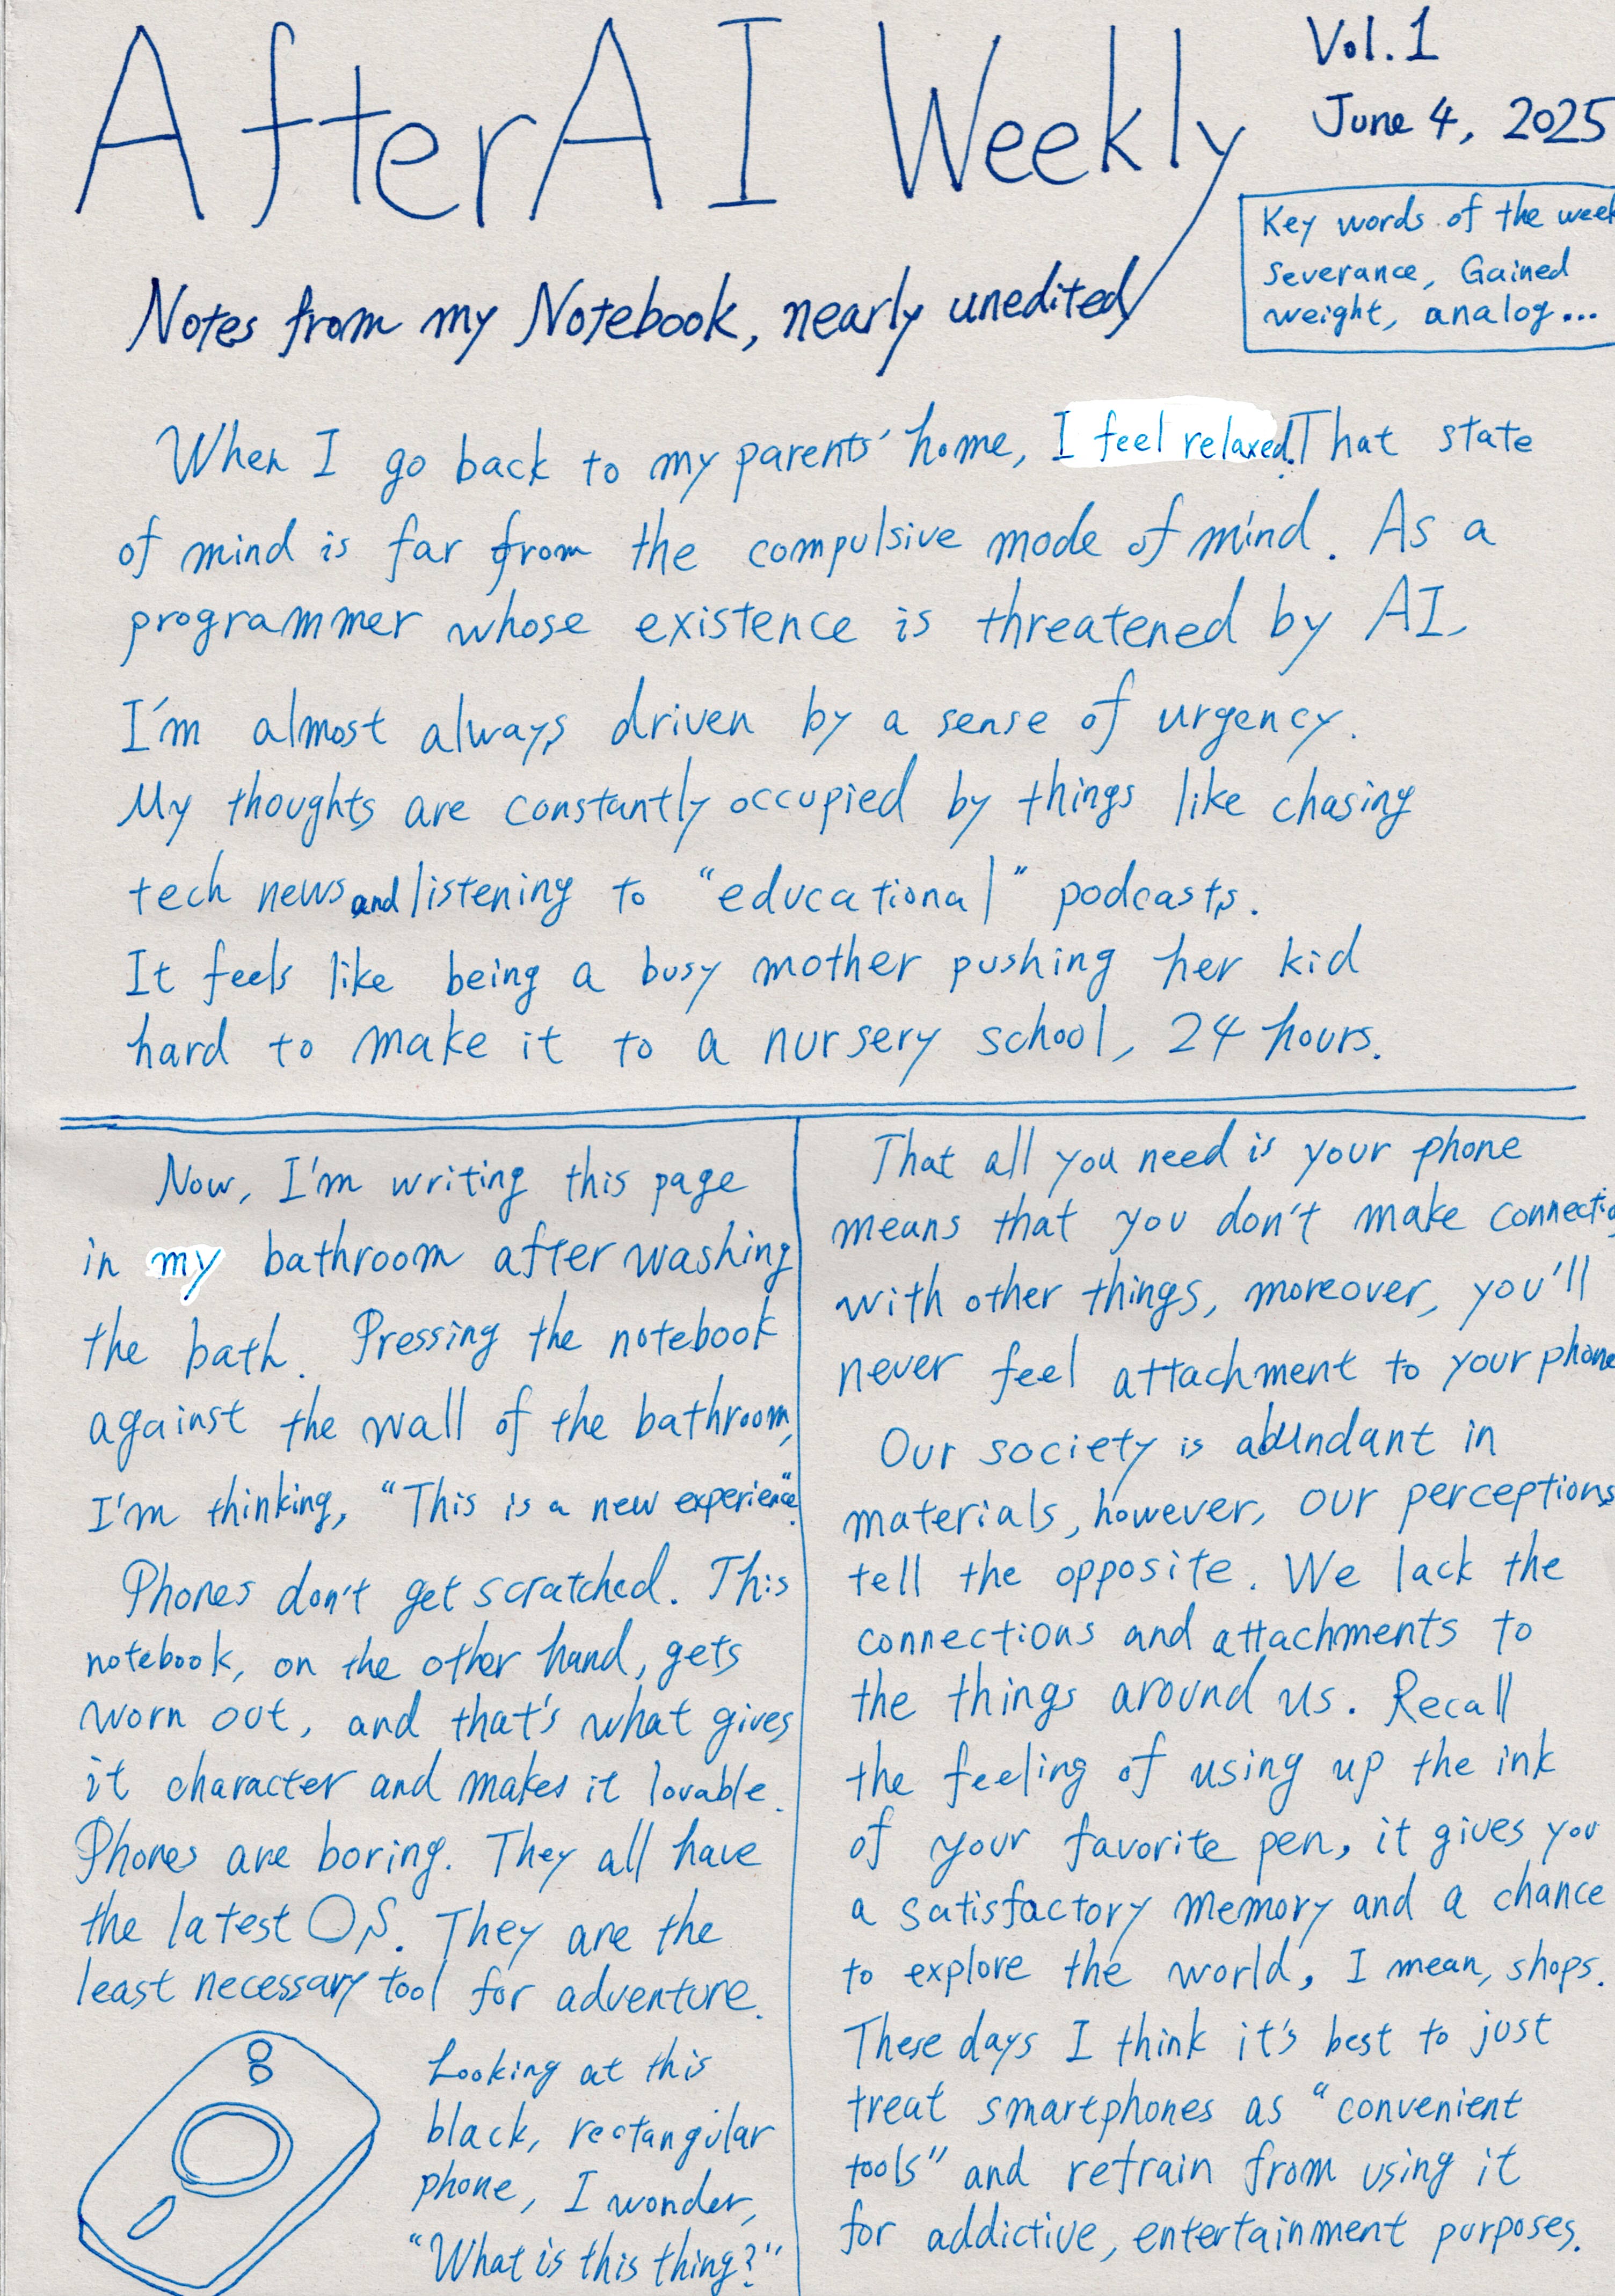 AfterAI Weekly
Vol.1
June 4, 2025
Key words of the week
Severance, Gained
weight, analog...
Notes from my Notebook, nearly unedited
When I go back to my parents' home, I feel relaxed. That state
of mind is far from the compulsive mode of mind. As a
programmer whose existence is threatened by AI,
I'm almost always driven by a sense of urgency.
My thoughts are constantly occupied by things like chasing
tech news and listening to "educational" podcasts.
It feels like being a busy mother pushing her kid
hard to make it to a nursery school, 24 hours.
Now, I'm writing this page
in my bathroom after washing
the bath. Pressing the notebook
against the wall of the bathroom,
I'm thinking, "This is a new experience".
Phones don't get scratched. This
notebook, on the other hand, gets
worn out, and that's what gives
it character and makes it lovable.
Phones are boring. They all have
the latest OS. They are the
least necessary tool for adventure.
Looking at this
black, rectangular
phone, I wonder,
"What is this thing?"
That all you need is your phone
means that you don't make connectio
with other things, moreover, you'll
never feel attachment to your phone
Our society is abundant in
materials, however, our perceptions
tell the opposite. We lack the
connections and attachments to
the things around us. Recall
the feeling of using up the ink
of your favorite pen, it gives you
a satisfactory memory and a chance
to explore the world, I mean, shops.
These days I think it's best to just
treat smartphones as "convenient
tools" and refrain from using it
for addictive, entertainment purposes.